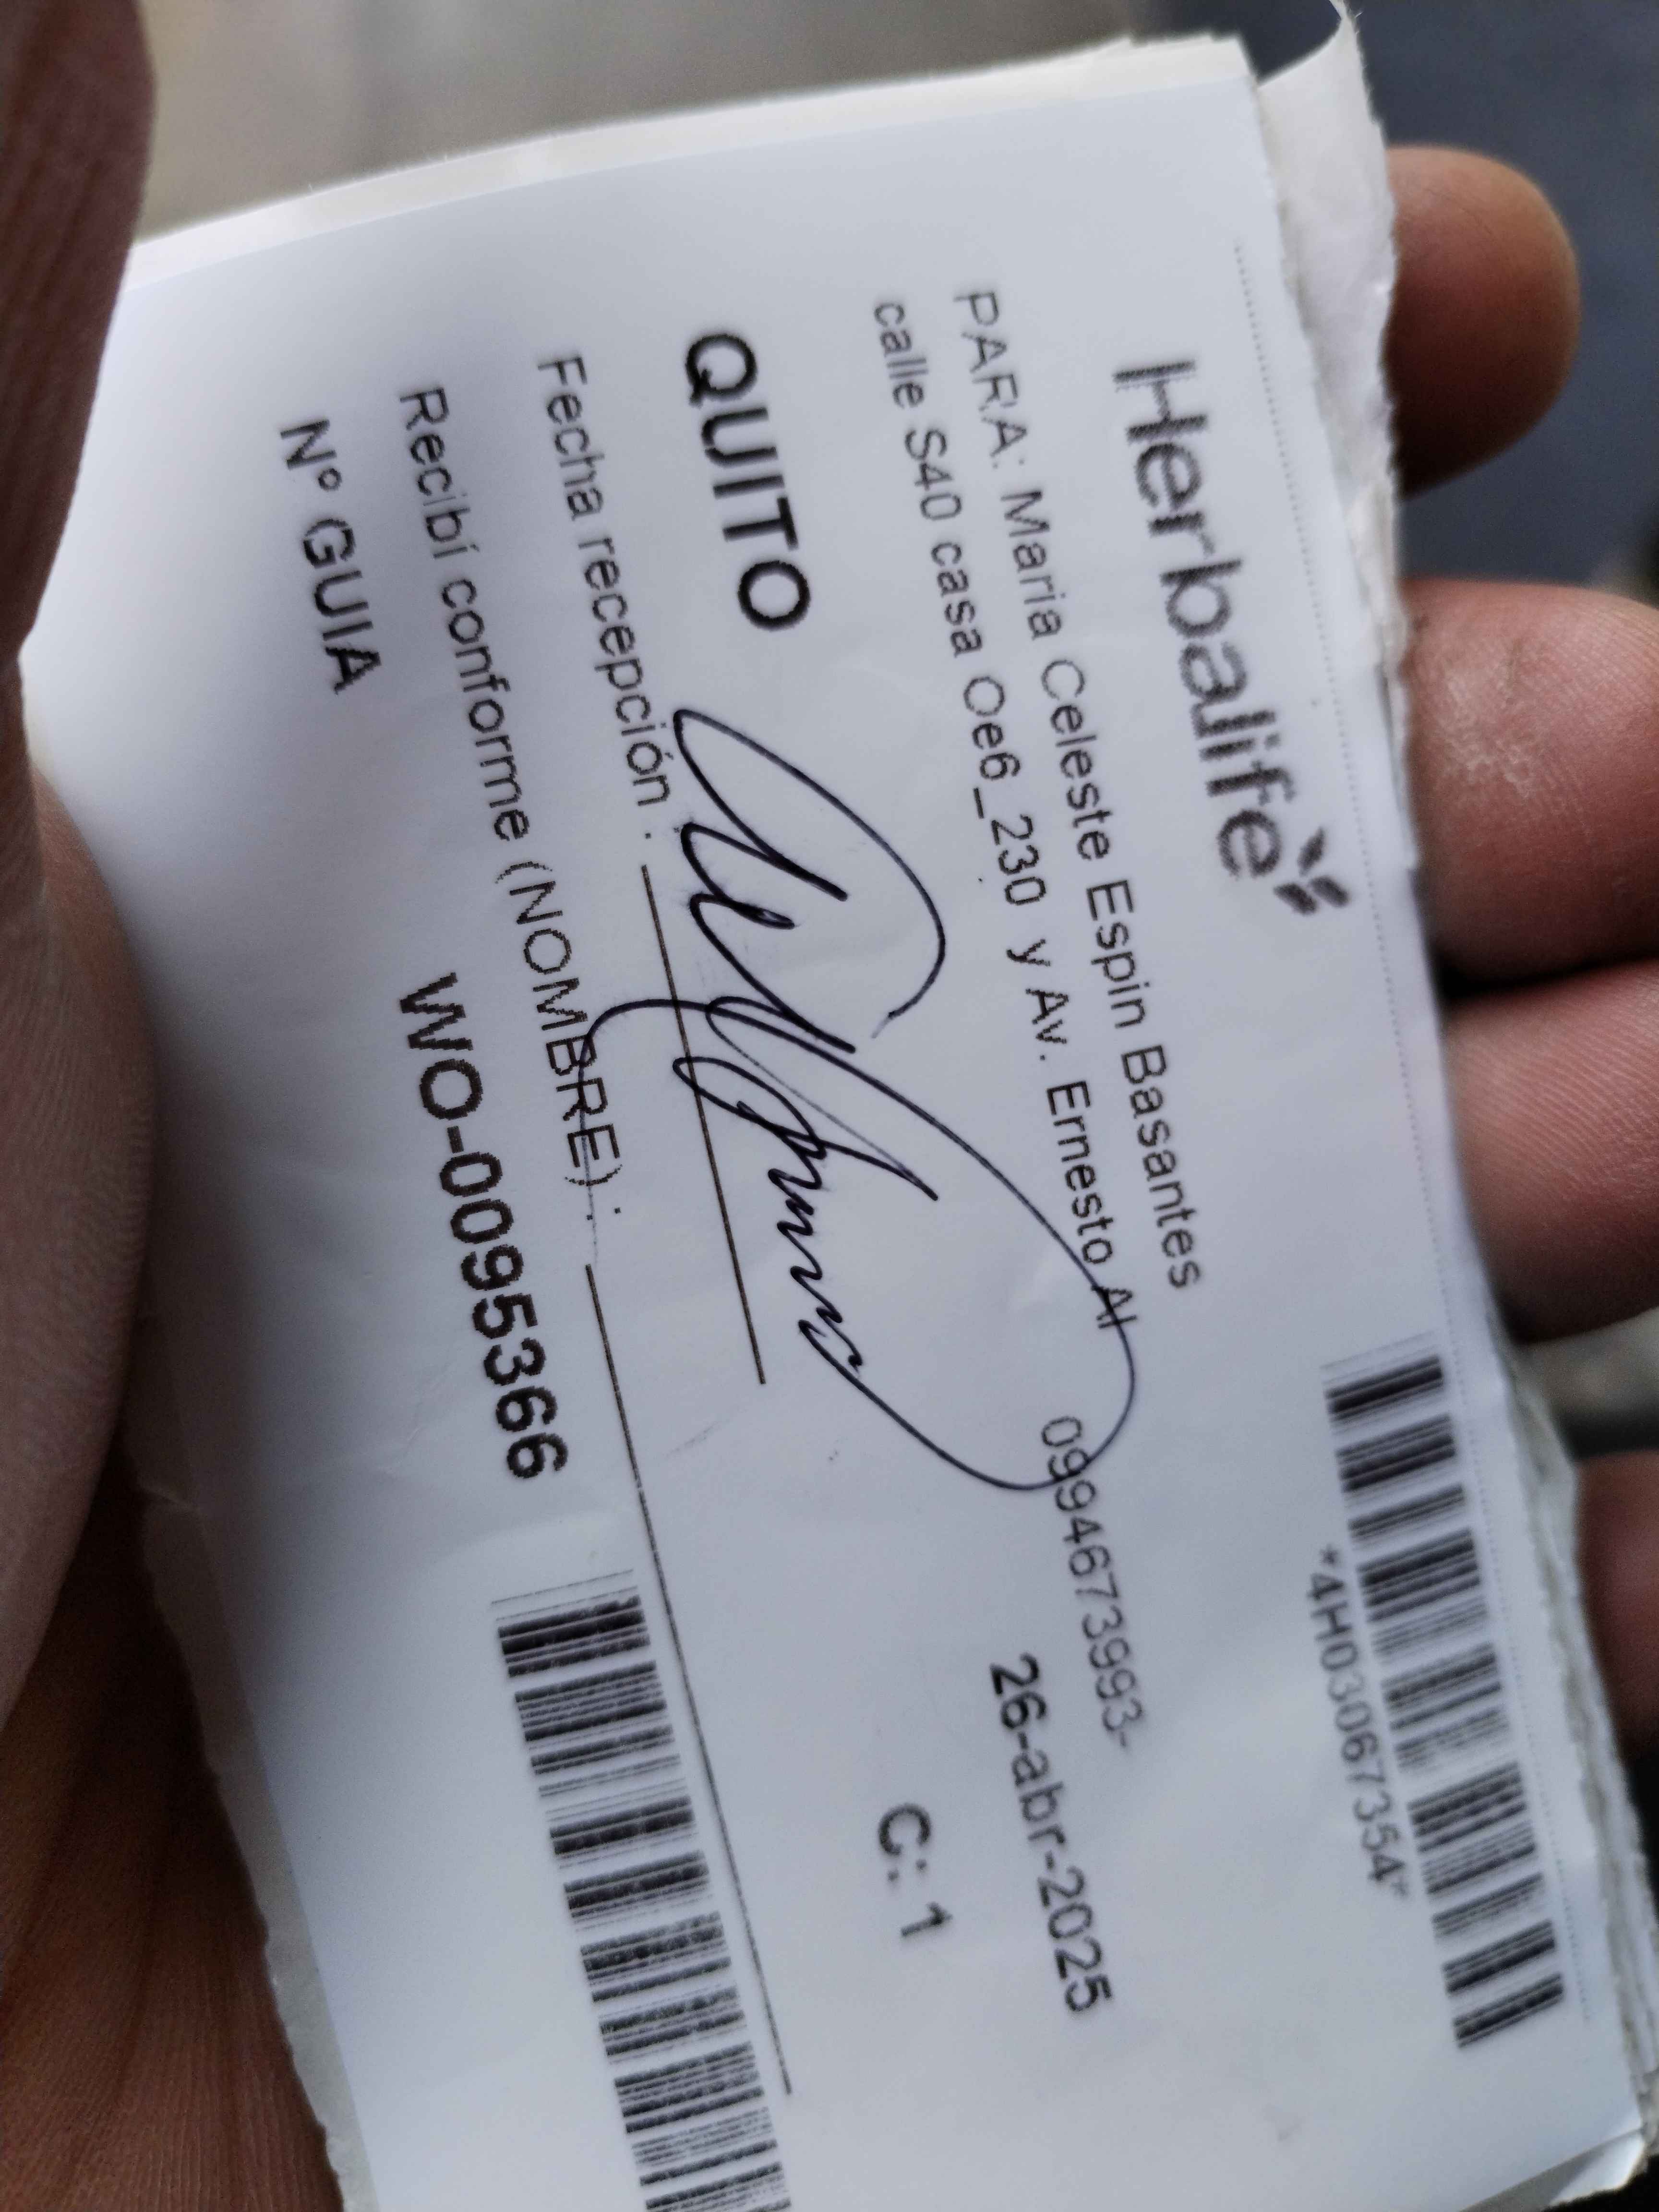 Herbalife
*4H03067354*
PARA: Maria Celeste Espin Basantes
calle S40 casa Oe6_230 y Av. Ernesto Al
0994673993-
26-abr-2025
QUITO
C: 1
Fecha recepción :
Recibí conforme (NOMBRE) :
Nº GUIA WO-0095366